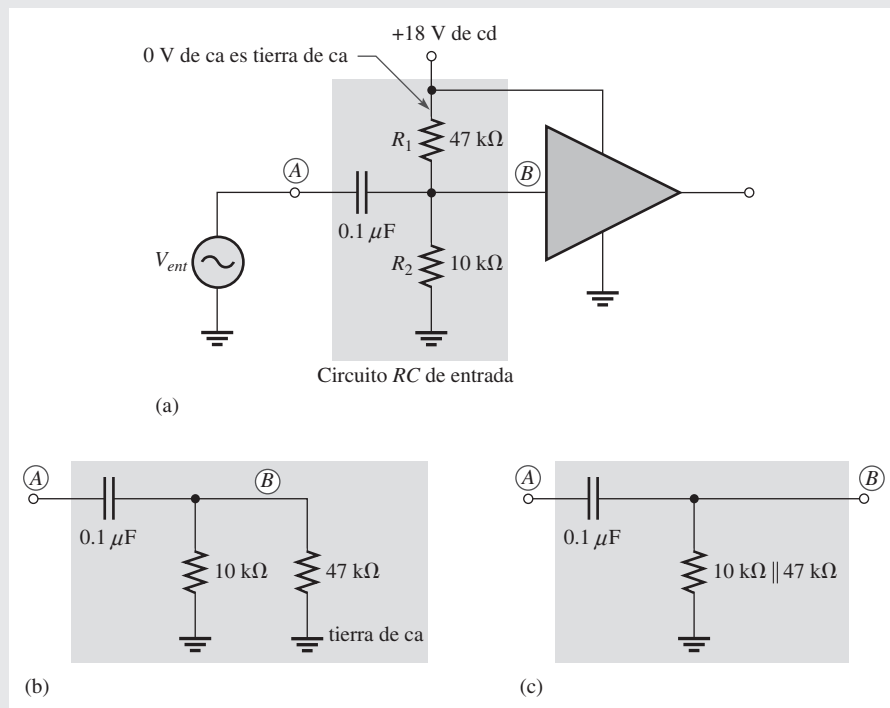 +18 V de cd
0 V de ca es tierra de ca
R₁ 47 kΩ
A
B
0.1 μF
V_ent
R₂ 10 kΩ
Circuito RC de entrada
(a)
A
B
0.1 μF
10 kΩ
47 kΩ
tierra de ca
(b)
A
B
0.1 μF
10 kΩ || 47 kΩ
(c)